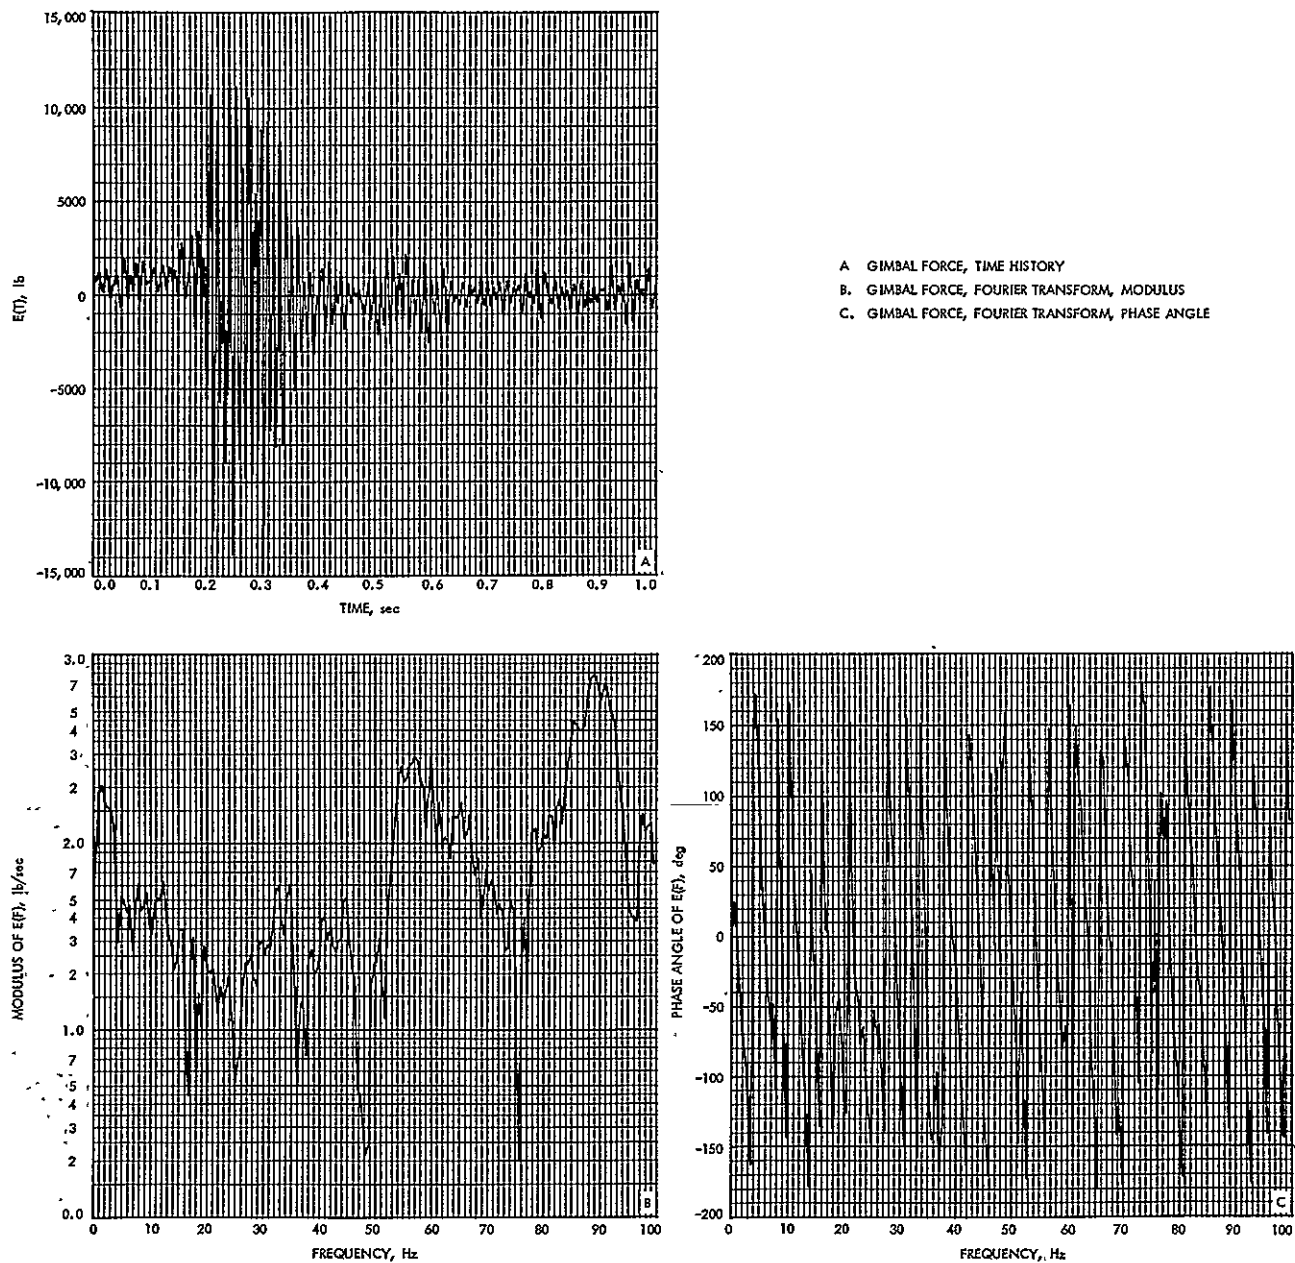 15,000
10,000
5000
0
-5000
-10,000
-15,000
E(T), lb
0.0 0.1 0.2 0.3 0.4 0.5 0.6 0.7 0.8 0.9 1.0
TIME, sec
A
A GIMBAL FORCE, TIME HISTORY
B. GIMBAL FORCE, FOURIER TRANSFORM, MODULUS
C. GIMBAL FORCE, FOURIER TRANSFORM, PHASE ANGLE
3.0
7
5
4
3
2
2.0
7
5
4
3
2
1.0
7
5
4
3
2
0.0
MODULUS OF E(F), lb/sec
0 10 20 30 40 50 60 70 80 90 100
FREQUENCY, Hz
B
200
150
100
50
0
-50
-100
-150
-200
PHASE ANGLE OF E(F), deg
0 10 20 30 40 50 60 70 80 90 100
FREQUENCY, Hz
C